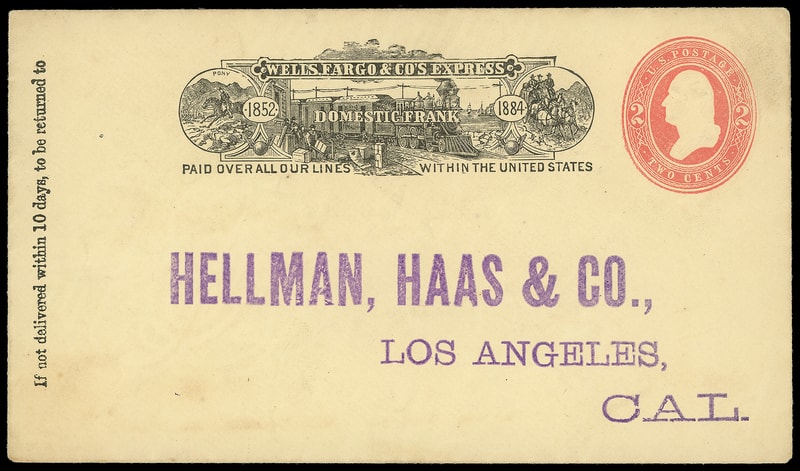 If not delivered within 10 days, to be returned to
WELLS, FARGO & CO'S EXPRESS
PONY
1852
DOMESTIC FRANK
1884
PAID OVER ALL OUR LINES WITHIN THE UNITED STATES
U.S. POSTAGE
2 2
TWO CENTS
HELLMAN, HAAS & CO.,
LOS ANGELES,
CAL.